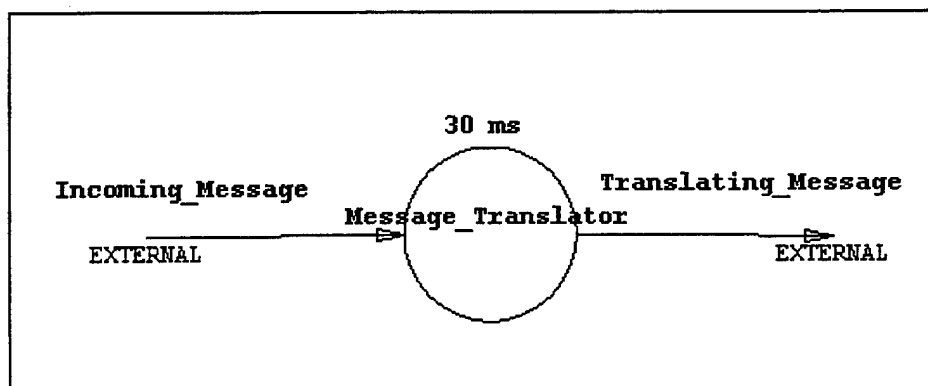 30 ms
Incoming_Message
Translating_Message
Message_Translator
EXTERNAL
EXTERNAL